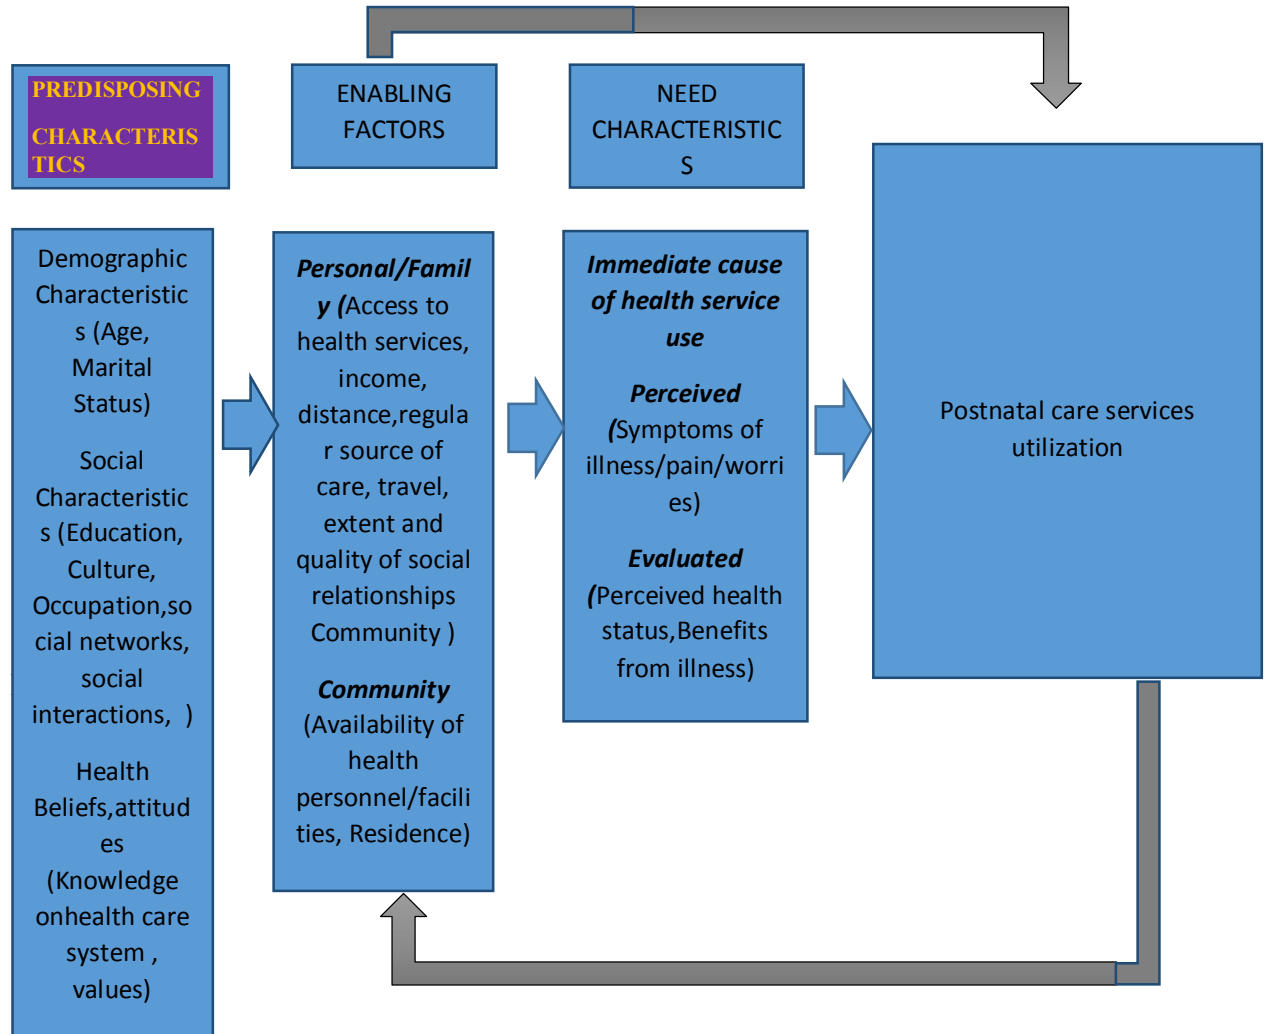 PREDISPOSING
CHARACTERIS
TICS
ENABLING
FACTORS
NEED
CHARACTERISTIC
S
Demographic
Characteristic
s (Age,
Marital
Status)
Social
Characteristic
s (Education,
Culture,
Occupation,so
cial networks,
social
interactions,  )
Health
Beliefs,attitud
es
(Knowledge
onhealth care
system ,
values)
Personal/Famil
y (Access to
health services,
income,
distance,regula
r source of
care, travel,
extent and
quality of social
relationships
Community )
Community
(Availability of
health
personnel/facili
ties, Residence)
Immediate cause
of health service
use
Perceived
(Symptoms of
illness/pain/worri
es)
Evaluated
(Perceived health
status,Benefits
from illness)
Postnatal care services
utilization